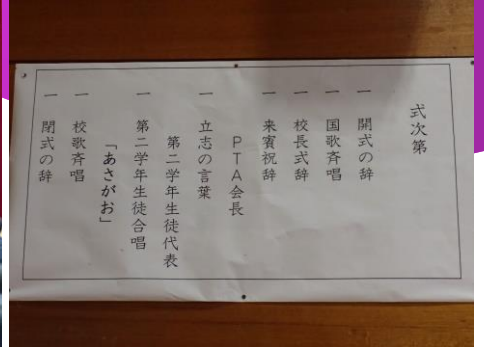 式次第
一 開式の辞
一 国歌斉唱
一 校長式辞
一 来賓祝辞
PTA会長
一 立志の言葉
第二学年生徒代表
一 第二学年生徒合唱
「あさがお」
一 校歌斉唱
一 閉式の辞